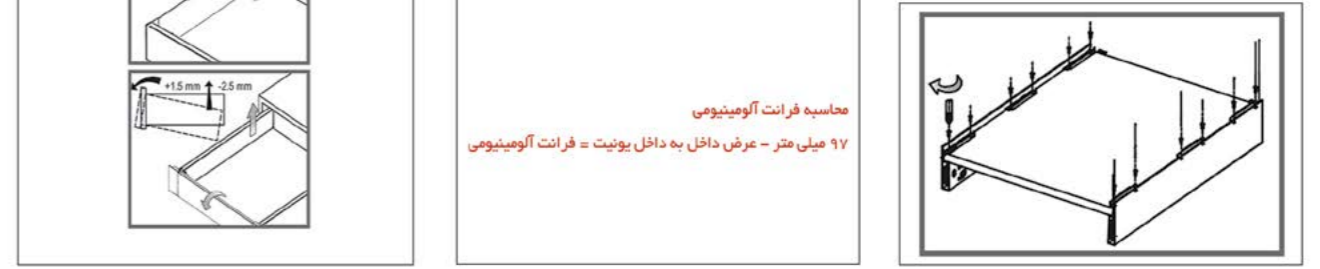 +1.5 mm -2.5 mm
محاسبه فرانت آلومینیومی
۹۷ میلی متر - عرض داخل به داخل یونیت = فرانت آلومینیومی